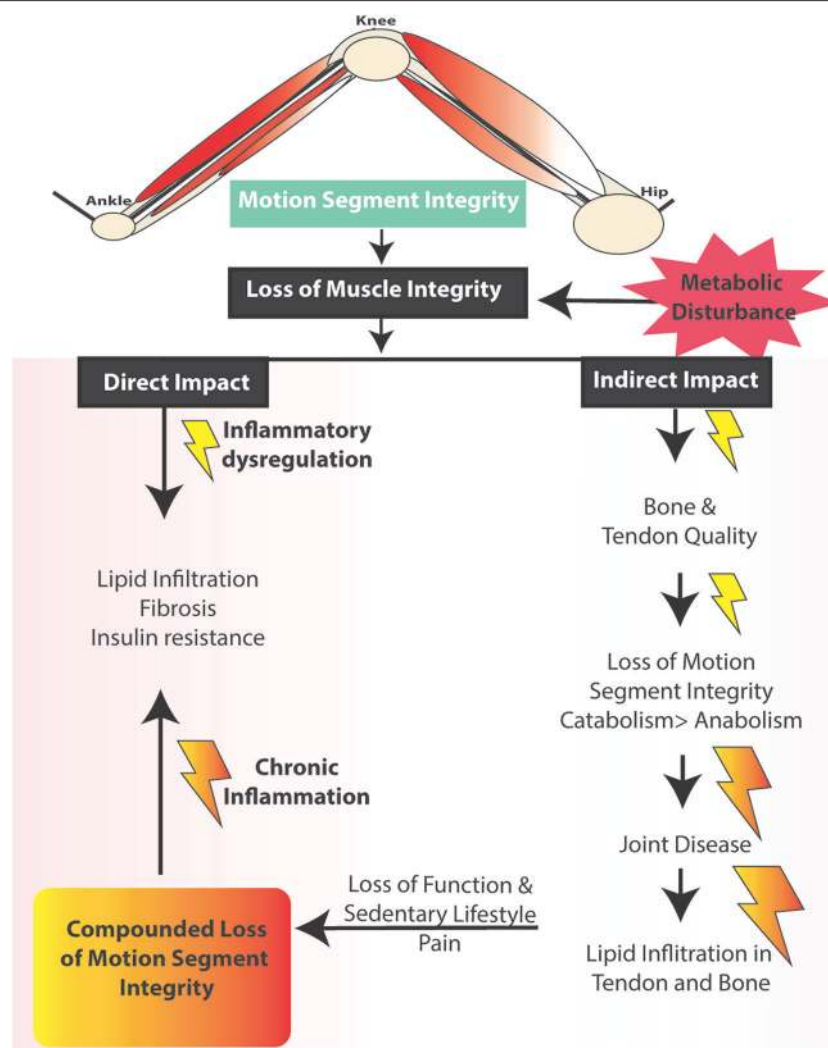 Knee
Ankle
Hip
Motion Segment Integrity
Loss of Muscle Integrity
Metabolic
Disturbance
Direct Impact
Indirect Impact
Inflammatory
dysregulation
Bone &
Tendon Quality
Lipid Infiltration
Fibrosis
Insulin resistance
Loss of Motion
Segment Integrity
Catabolism> Anabolism
Chronic
Inflammation
Joint Disease
Loss of Function &
Sedentary Lifestyle
Pain
Compounded Loss
of Motion Segment
Integrity
Lipid Inflitration in
Tendon and Bone